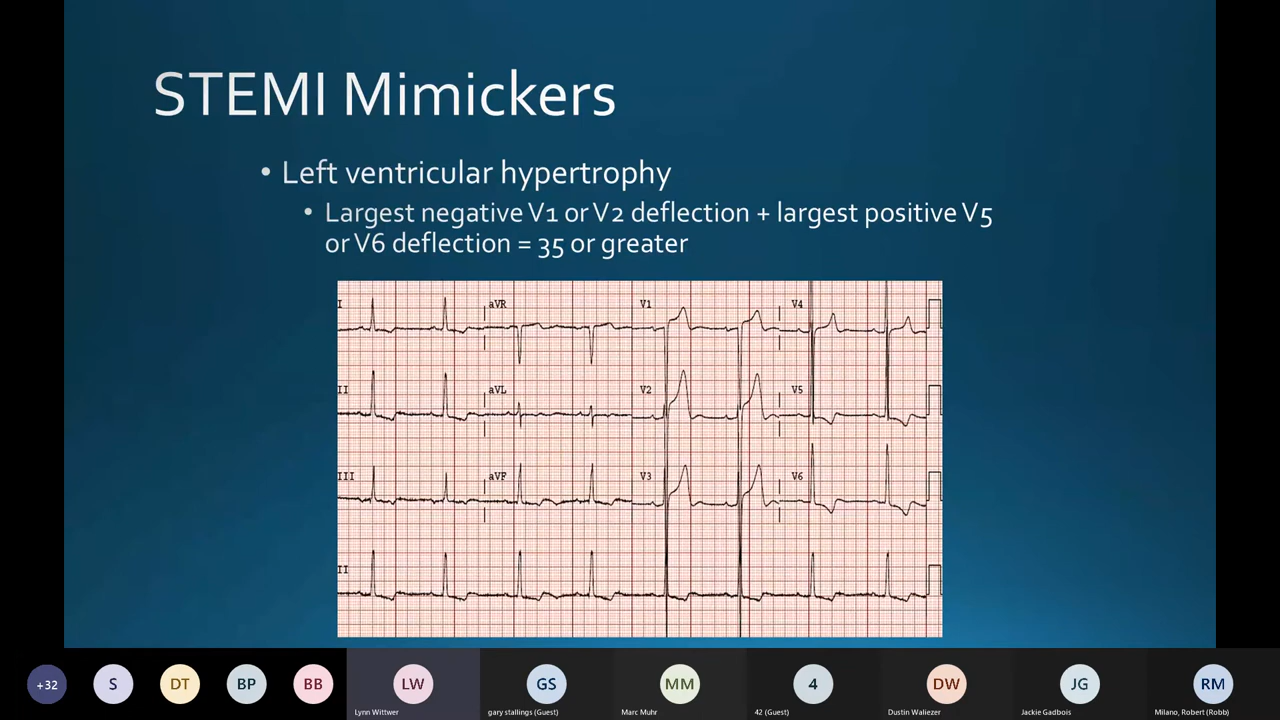 STEMI Mimickers
• Left ventricular hypertrophy
• Largest negative V1 or V2 deflection + largest positive V5
or V6 deflection = 35 or greater
I aVR V1 V4
II aVL V2 V5
III aVF V3 V6
II
+32 S DT BP BB LW GS MM 4 DW JG RM
Lynn Wittwer gary stallings (Guest) Marc Muhr 42 (Guest) Dustin Waliezer Jackie Gadbois Milano, Robert (Robb)